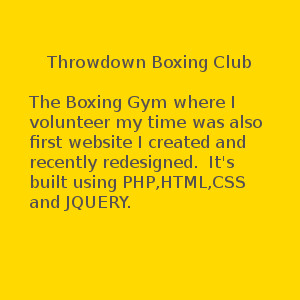 Throwdown Boxing Club
The Boxing Gym where I
volunteer my time was also
first website I created and
recently redesigned.  It's
built using PHP,HTML,CSS
and JQUERY.